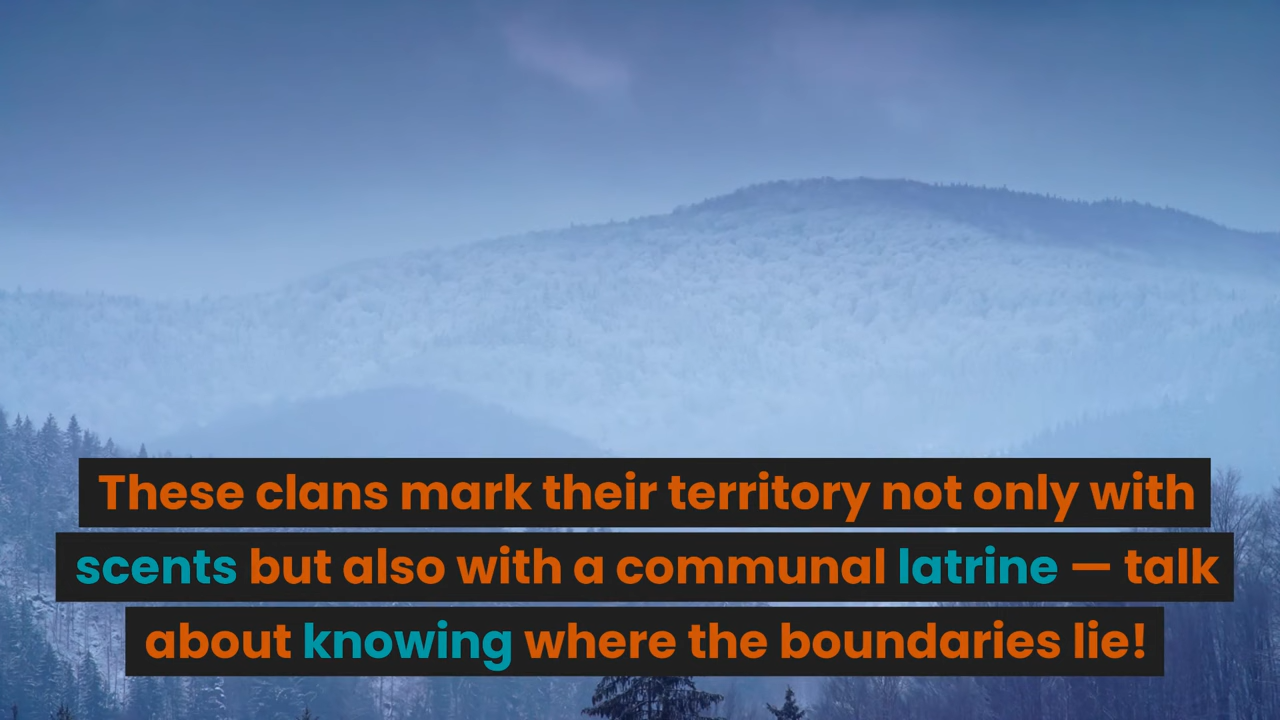 These clans mark their territory not only with
scents but also with a communal latrine — talk
about knowing where the boundaries lie!